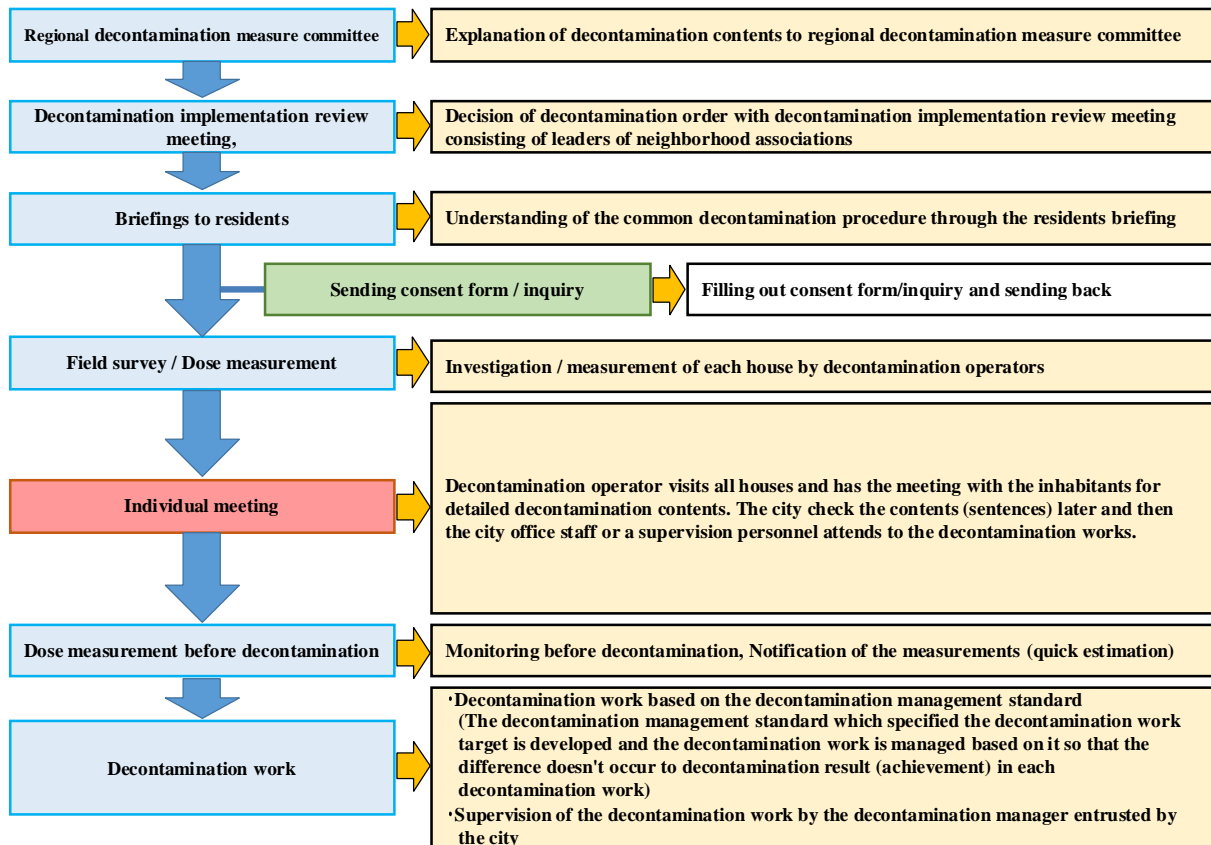 Regional decontamination measure committee
Explanation of decontamination contents to regional decontamination measure committee
Decontamination implementation review
meeting,
Decision of decontamination order with decontamination implementation review meeting
consisting of leaders of neighborhood associations
Briefings to residents
Understanding of the common decontamination procedure through the residents briefing
Sending consent form / inquiry
Filling out consent form/inquiry and sending back
Field survey / Dose measurement
Investigation / measurement of each house by decontamination operators
Individual meeting
Decontamination operator visits all houses and has the meeting with the inhabitants for
detailed decontamination contents. The city check the contents (sentences) later and then
the city office staff or a supervision personnel attends to the decontamination works.
Dose measurement before decontamination
Monitoring before decontamination, Notification of the measurements (quick estimation)
Decontamination work
・Decontamination work based on the decontamination management standard
(The decontamination management standard which specified the decontamination work
target is developed and the decontamination work is managed based on it so that the
difference doesn't occur to decontamination result (achievement) in each
decontamination work)
・Supervision of the decontamination work by the decontamination manager entrusted by
the city